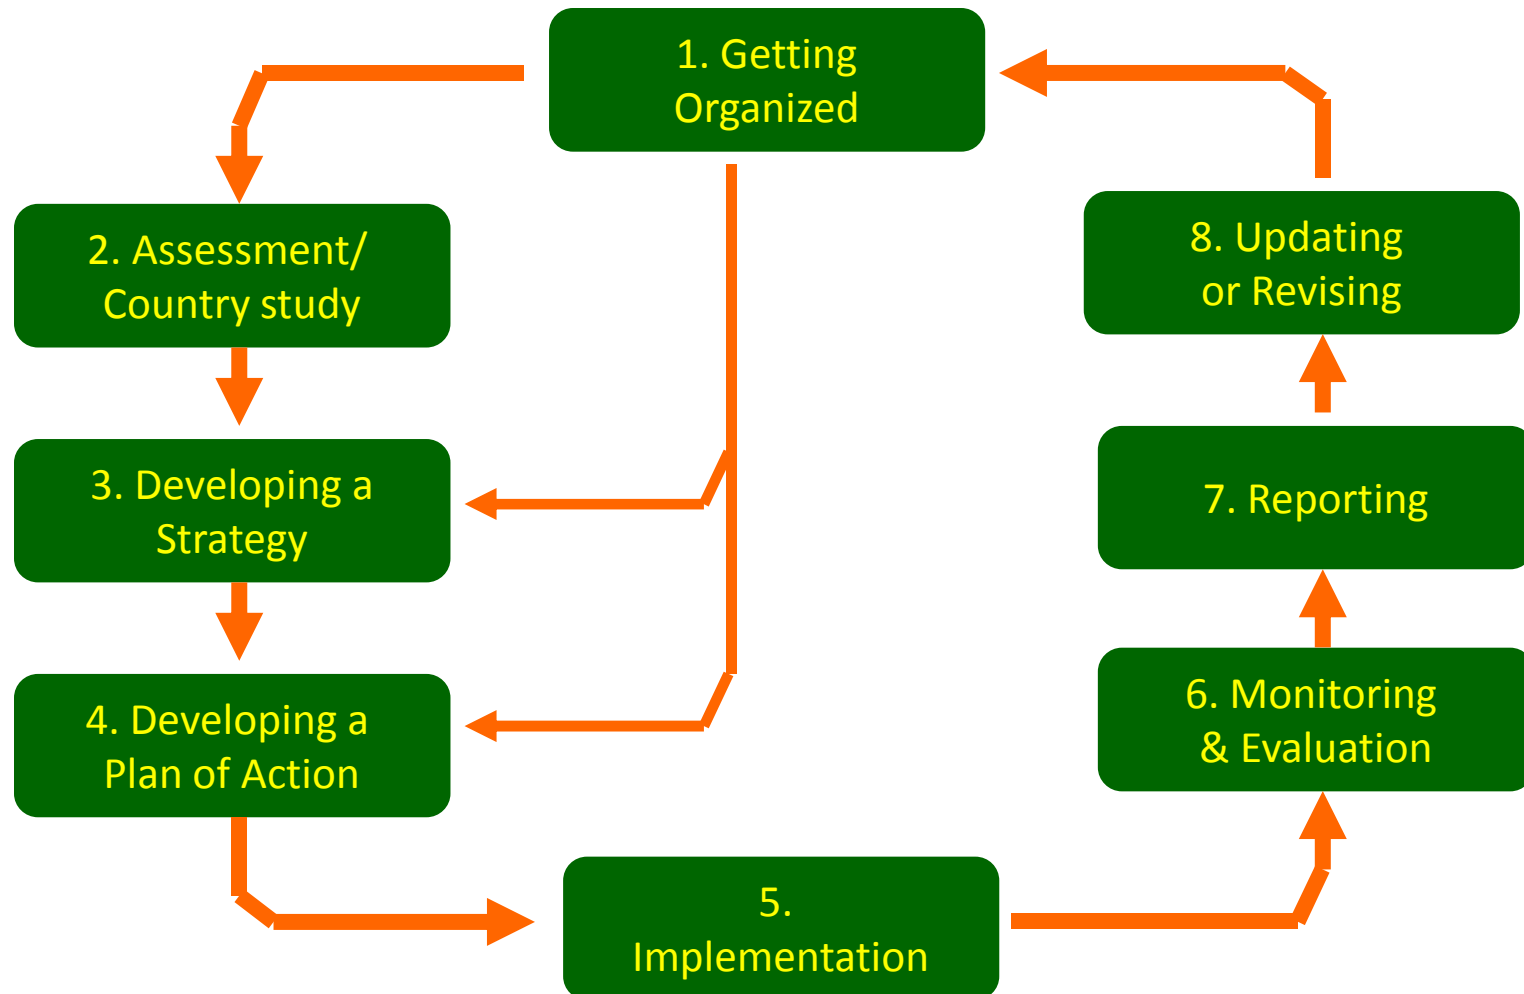 1. Getting
Organized
2. Assessment/
Country study
3. Developing a
Strategy
4. Developing a
Plan of Action
5.
Implementation
6. Monitoring
& Evaluation
7. Reporting
8. Updating
or Revising